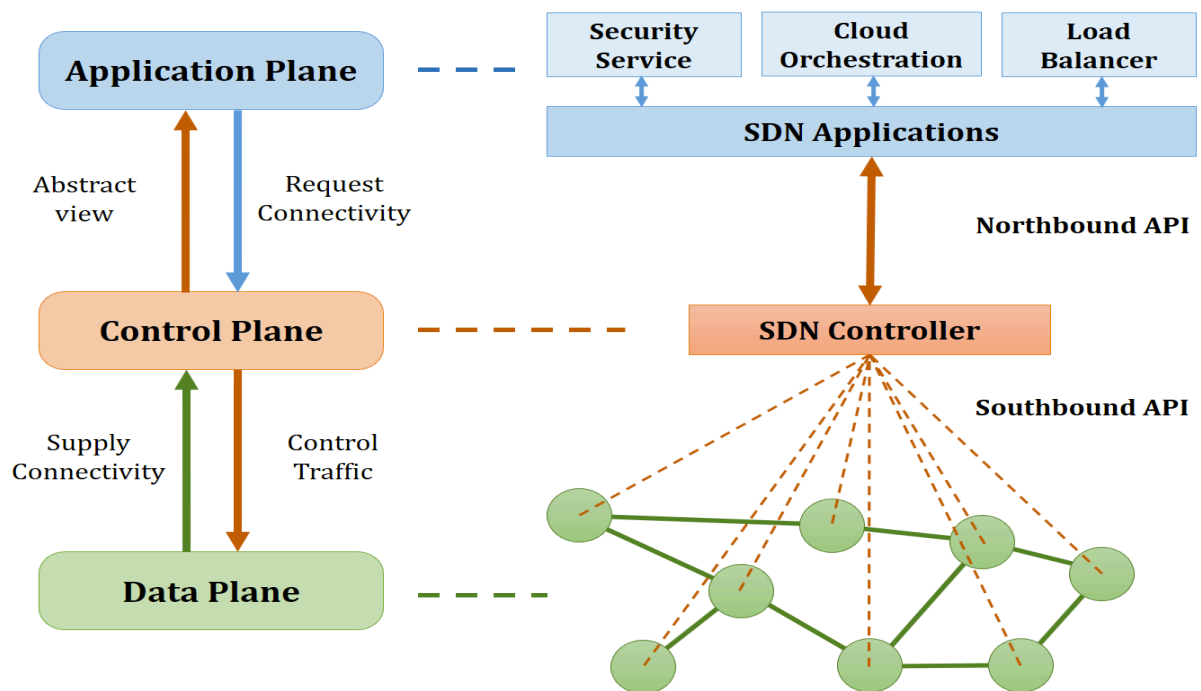 Application Plane
Abstract
view
Request
Connectivity
Control Plane
Supply
Connectivity
Control
Traffic
Data Plane
Security
Service
Cloud
Orchestration
Load
Balancer
SDN Applications
Northbound API
SDN Controller
Southbound API